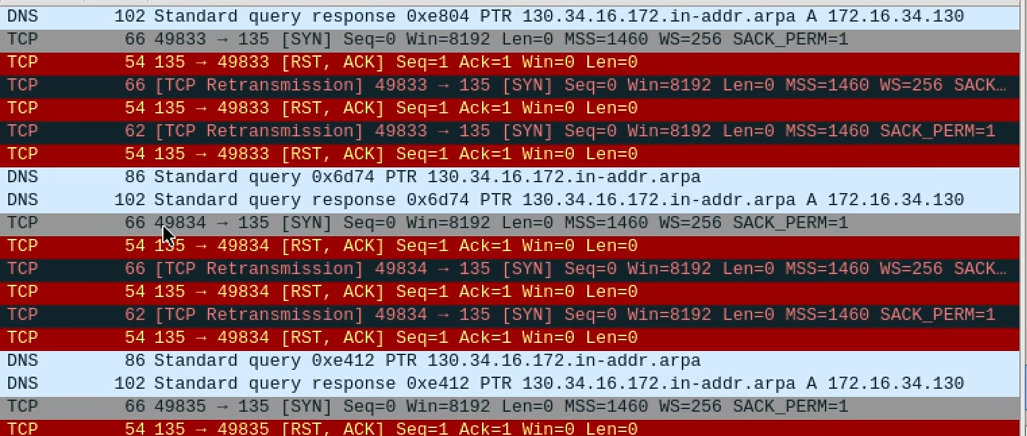 DNS 102 Standard query response 0xe804 PTR 130.34.16.172.in-addr.arpa A 172.16.34.130
TCP 66 49833 → 135 [SYN] Seq=0 Win=8192 Len=0 MSS=1460 WS=256 SACK_PERM=1
TCP 54 135 → 49833 [RST, ACK] Seq=1 Ack=1 Win=0 Len=0
TCP 66 [TCP Retransmission] 49833 → 135 [SYN] Seq=0 Win=8192 Len=0 MSS=1460 WS=256 SACK…
TCP 54 135 → 49833 [RST, ACK] Seq=1 Ack=1 Win=0 Len=0
TCP 62 [TCP Retransmission] 49833 → 135 [SYN] Seq=0 Win=8192 Len=0 MSS=1460 SACK_PERM=1
TCP 54 135 → 49833 [RST, ACK] Seq=1 Ack=1 Win=0 Len=0
DNS 86 Standard query 0x6d74 PTR 130.34.16.172.in-addr.arpa
DNS 102 Standard query response 0x6d74 PTR 130.34.16.172.in-addr.arpa A 172.16.34.130
TCP 66 49834 → 135 [SYN] Seq=0 Win=8192 Len=0 MSS=1460 WS=256 SACK_PERM=1
TCP 54 135 → 49834 [RST, ACK] Seq=1 Ack=1 Win=0 Len=0
TCP 66 [TCP Retransmission] 49834 → 135 [SYN] Seq=0 Win=8192 Len=0 MSS=1460 WS=256 SACK…
TCP 54 135 → 49834 [RST, ACK] Seq=1 Ack=1 Win=0 Len=0
TCP 62 [TCP Retransmission] 49834 → 135 [SYN] Seq=0 Win=8192 Len=0 MSS=1460 SACK_PERM=1
TCP 54 135 → 49834 [RST, ACK] Seq=1 Ack=1 Win=0 Len=0
DNS 86 Standard query 0xe412 PTR 130.34.16.172.in-addr.arpa
DNS 102 Standard query response 0xe412 PTR 130.34.16.172.in-addr.arpa A 172.16.34.130
TCP 66 49835 → 135 [SYN] Seq=0 Win=8192 Len=0 MSS=1460 WS=256 SACK_PERM=1
TCP 54 135 → 49835 [RST, ACK] Seq=1 Ack=1 Win=0 Len=0